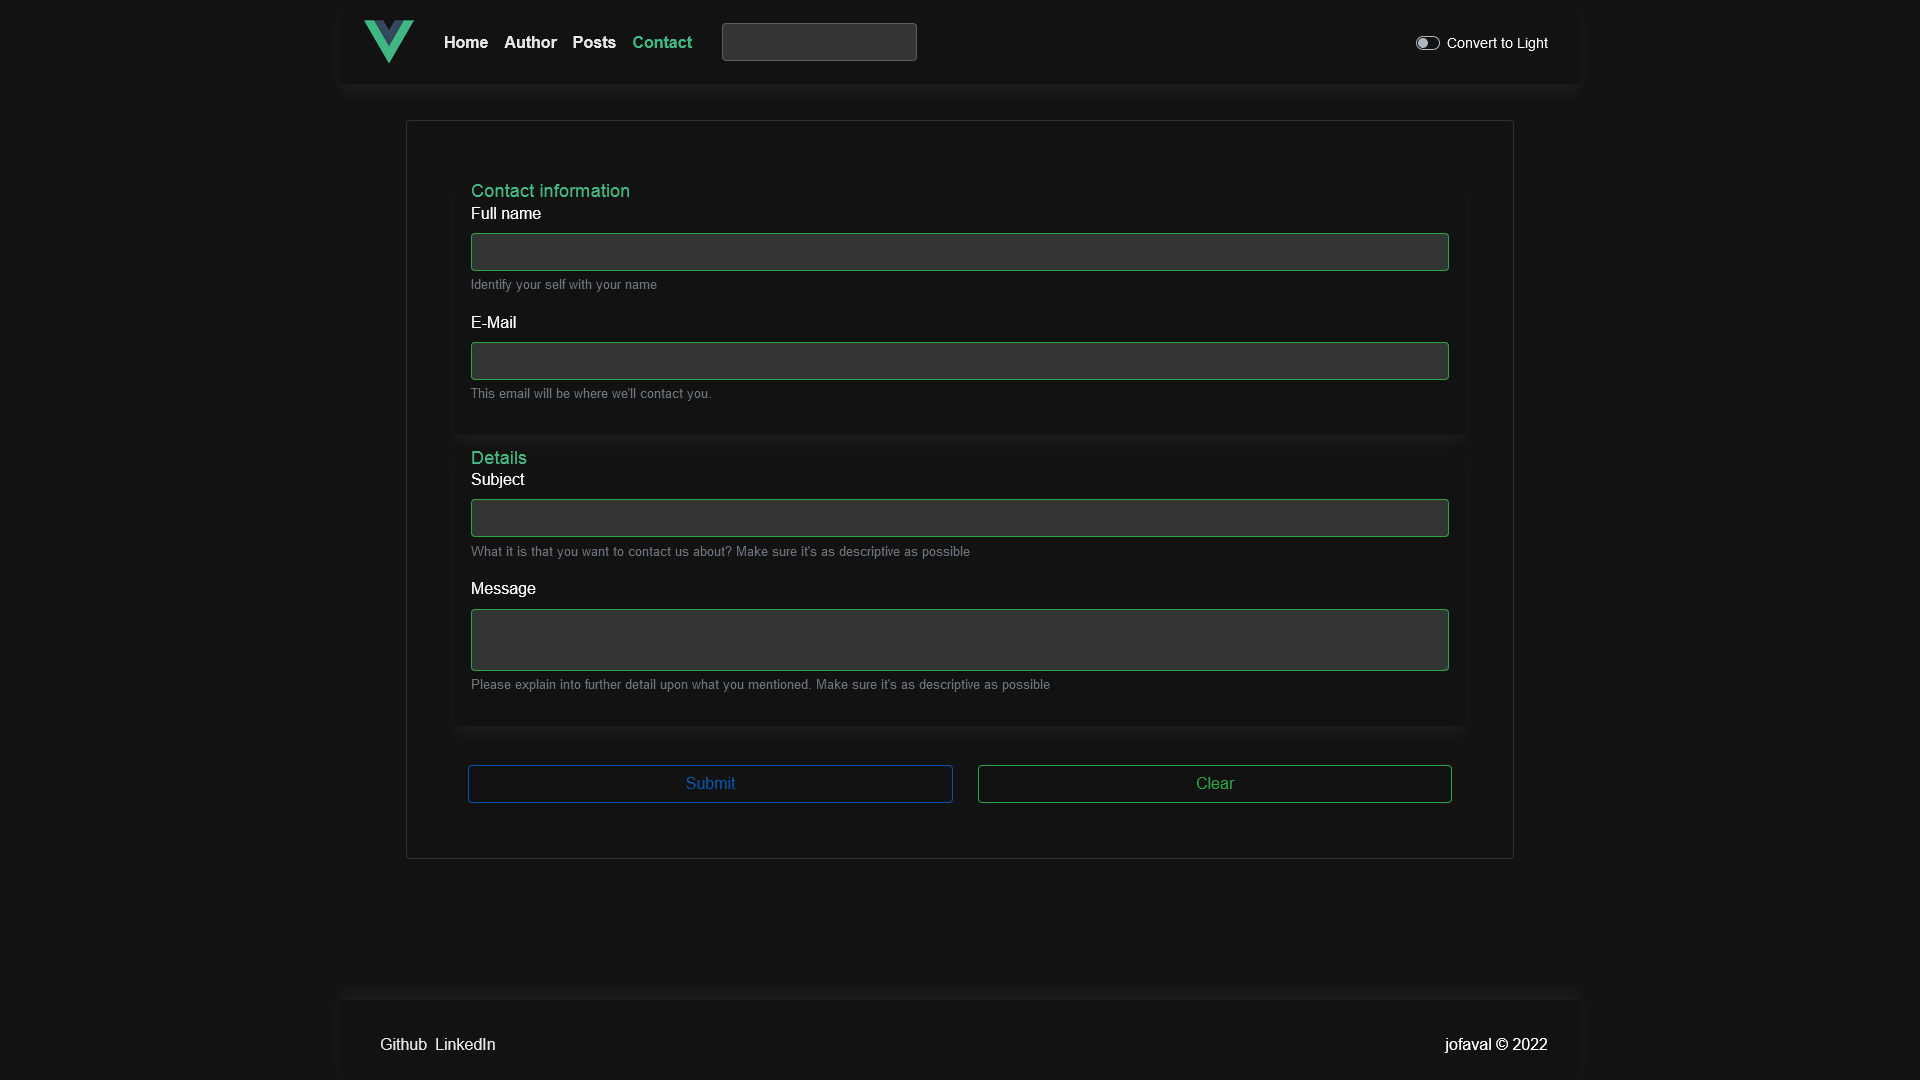 Home Author Posts Contact
Convert to Light
Contact information
Full name
Identify your self with your name
E-Mail
This email will be where we'll contact you.
Details
Subject
What it is that you want to contact us about? Make sure it's as descriptive as possible
Message
Please explain into further detail upon what you mentioned. Make sure it's as descriptive as possible
Submit Clear
Github LinkedIn
jofaval © 2022